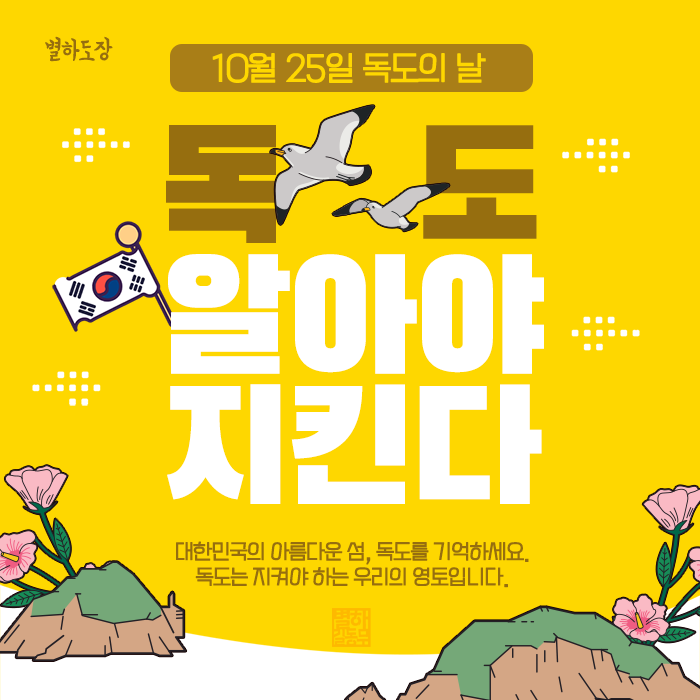 별하도장
10월 25일 독도의 날
독도
알아야
지킨다
대한민국의 아름다운 섬, 독도를 기억하세요.
독도는 지켜야 하는 우리의 영토입니다.